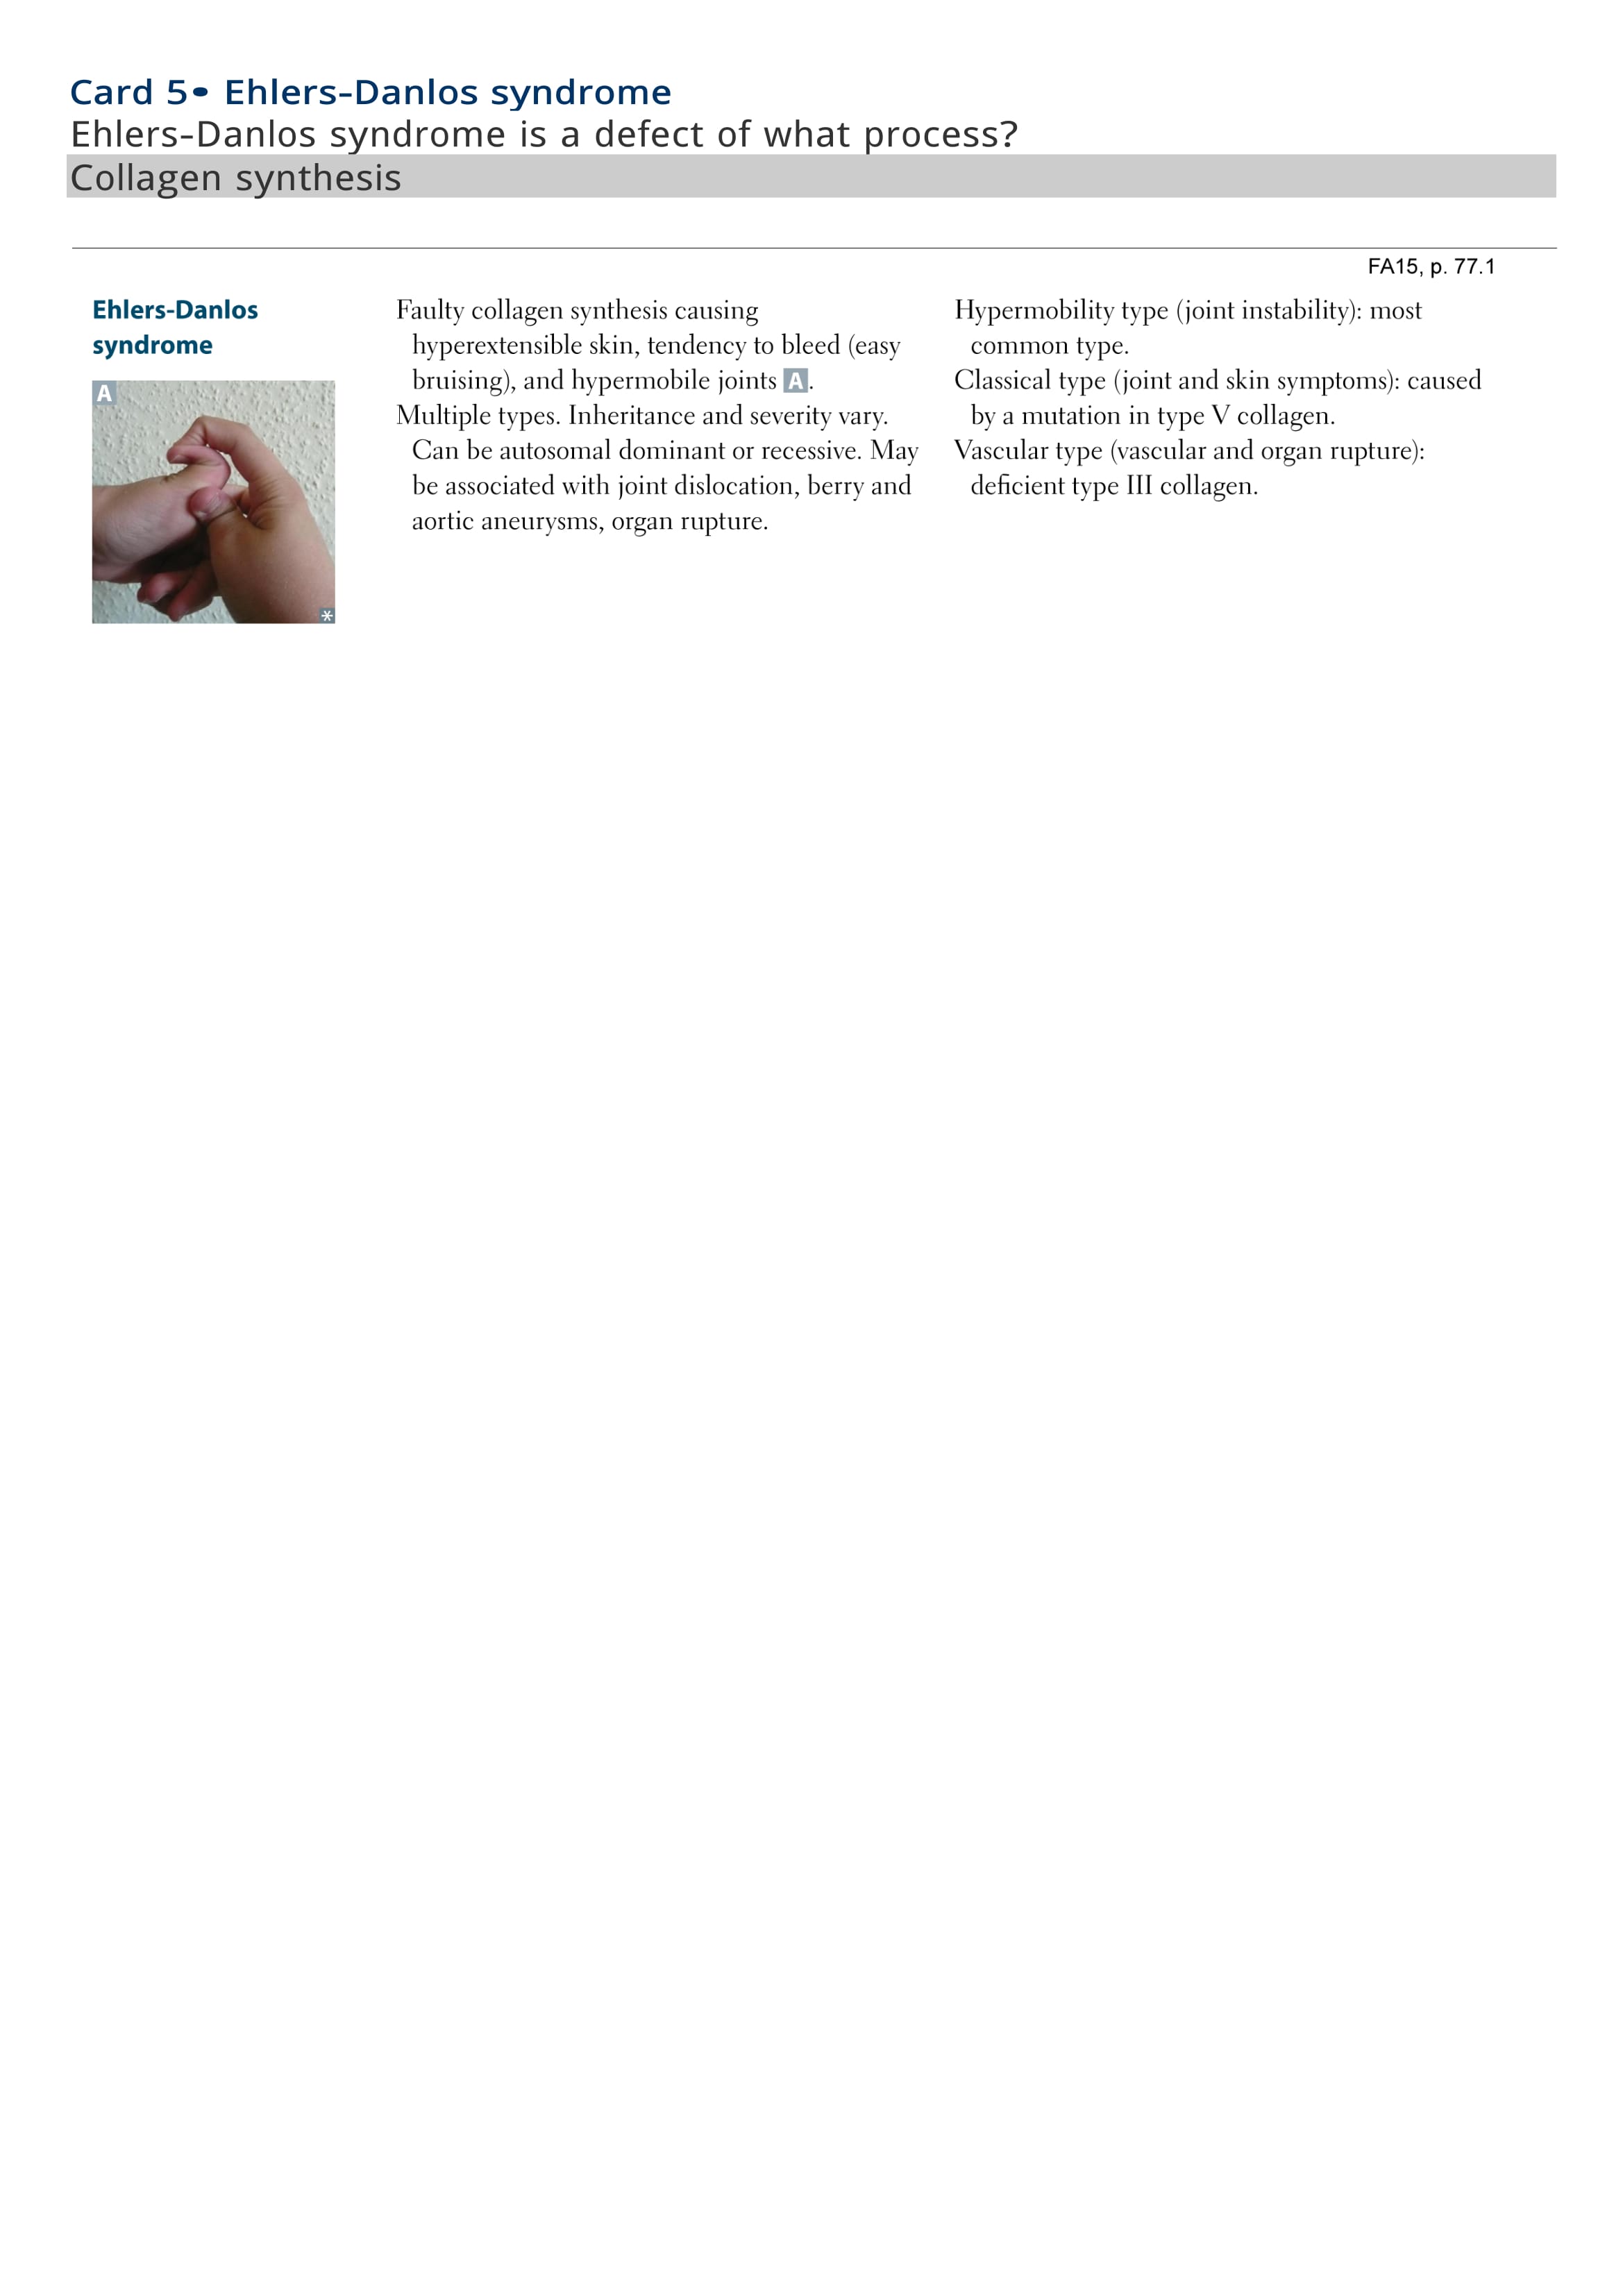 Card 5• Ehlers-Danlos syndrome
Ehlers-Danlos syndrome is a defect of what process?
Collagen synthesis
FA15, p. 77.1
Ehlers-Danlos
syndrome
A
*
Faulty collagen synthesis causing
hyperextensible skin, tendency to bleed (easy
bruising), and hypermobile joints A.
Multiple types. Inheritance and severity vary.
Can be autosomal dominant or recessive. May
be associated with joint dislocation, berry and
aortic aneurysms, organ rupture.
Hypermobility type (joint instability): most
common type.
Classical type (joint and skin symptoms): caused
by a mutation in type V collagen.
Vascular type (vascular and organ rupture):
deficient type III collagen.